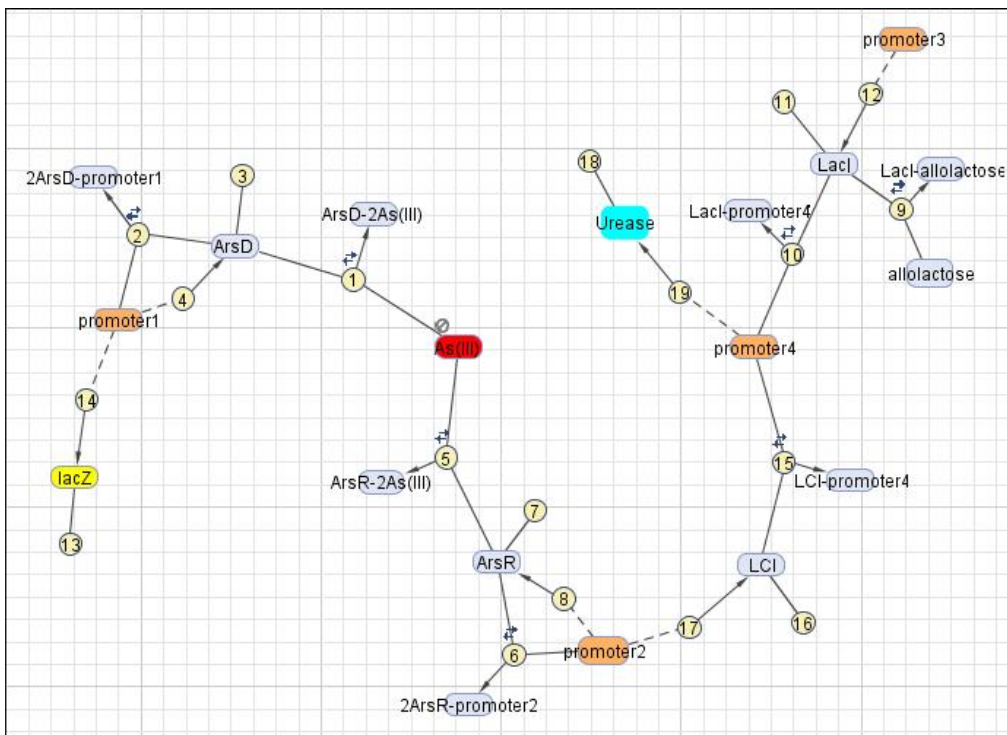 promoter3
11
12
18
3
LacI
LacI-allolactose
2ArsD-promoter1
ArsD-2As(III)
LacI-promoter4
9
Urease
2
ArsD
10
allolactose
1
19
4
promoter1
As(III)
promoter4
14
5
15
lacZ
ArsR-2As(III)
LCI-promoter4
7
13
ArsR
LCI
8
16
17
6
promoter2
2ArsR-promoter2